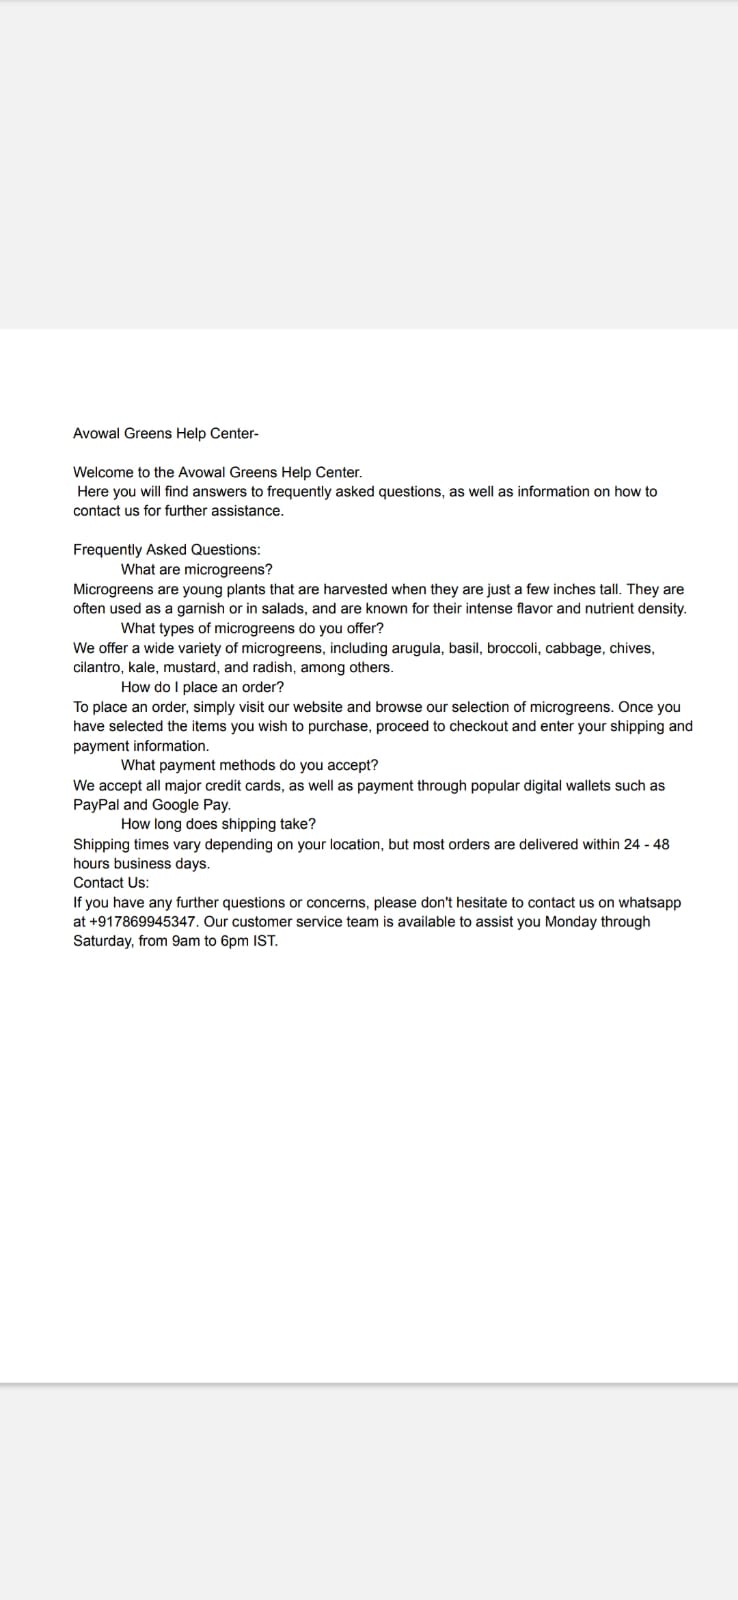 Avowal Greens Help Center-
Welcome to the Avowal Greens Help Center.
Here you will find answers to frequently asked questions, as well as information on how to
contact us for further assistance.
Frequently Asked Questions:
What are microgreens?
Microgreens are young plants that are harvested when they are just a few inches tall. They are
often used as a garnish or in salads, and are known for their intense flavor and nutrient density.
What types of microgreens do you offer?
We offer a wide variety of microgreens, including arugula, basil, broccoli, cabbage, chives,
cilantro, kale, mustard, and radish, among others.
How do I place an order?
To place an order, simply visit our website and browse our selection of microgreens. Once you
have selected the items you wish to purchase, proceed to checkout and enter your shipping and
payment information.
What payment methods do you accept?
We accept all major credit cards, as well as payment through popular digital wallets such as
PayPal and Google Pay.
How long does shipping take?
Shipping times vary depending on your location, but most orders are delivered within 24 - 48
hours business days.
Contact Us:
If you have any further questions or concerns, please don't hesitate to contact us on whatsapp
at +917869945347. Our customer service team is available to assist you Monday through
Saturday, from 9am to 6pm IST.